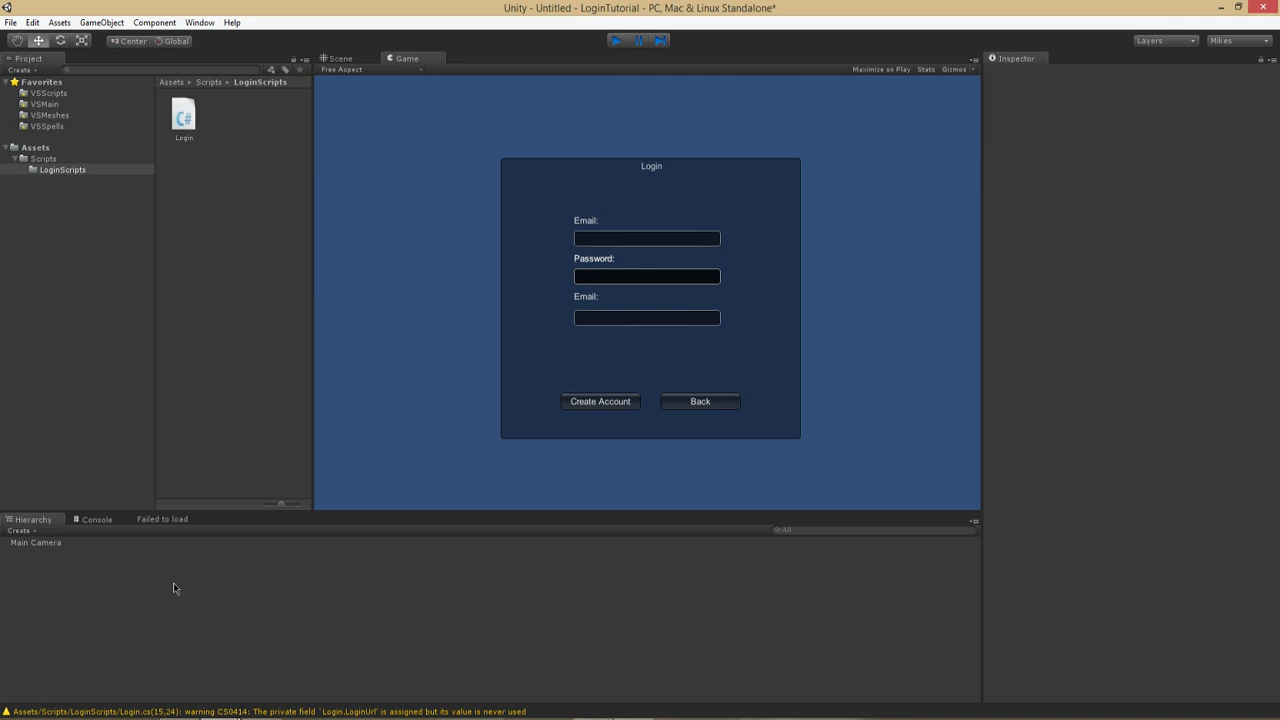 Unity - Untitled - LoginTutorial - PC, Mac & Linux Standalone*
File Edit Assets GameObject Component Window Help
Center Global Layers Mikes
Project Scene Game Inspector
Create Free Aspect Maximize on Play Stats Gizmos
Favorites Assets Scripts LoginScripts
VSScripts
VSMain
VSMeshes
VSSpells
C#
Login
Assets
Scripts
LoginScripts
Login
Email:
Password:
Email:
Create Account Back
Hierarchy Console Failed to load
Create All
Main Camera
Assets/Scripts/LoginScripts/Login.cs(15,24): warning CS0414: The private field `Login.LoginUrl' is assigned but its value is never used